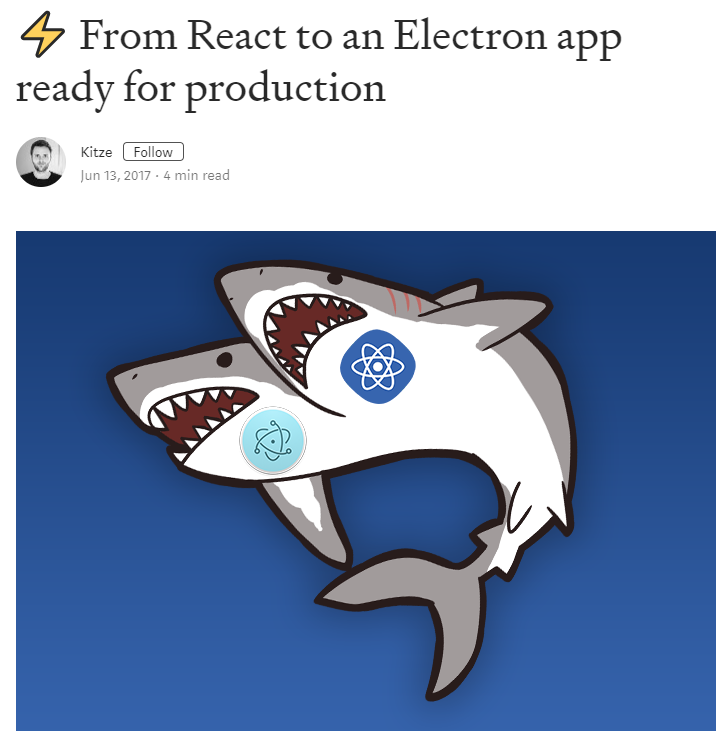 ⚡ From React to an Electron app
ready for production
Kitze Follow
Jun 13, 2017 · 4 min read